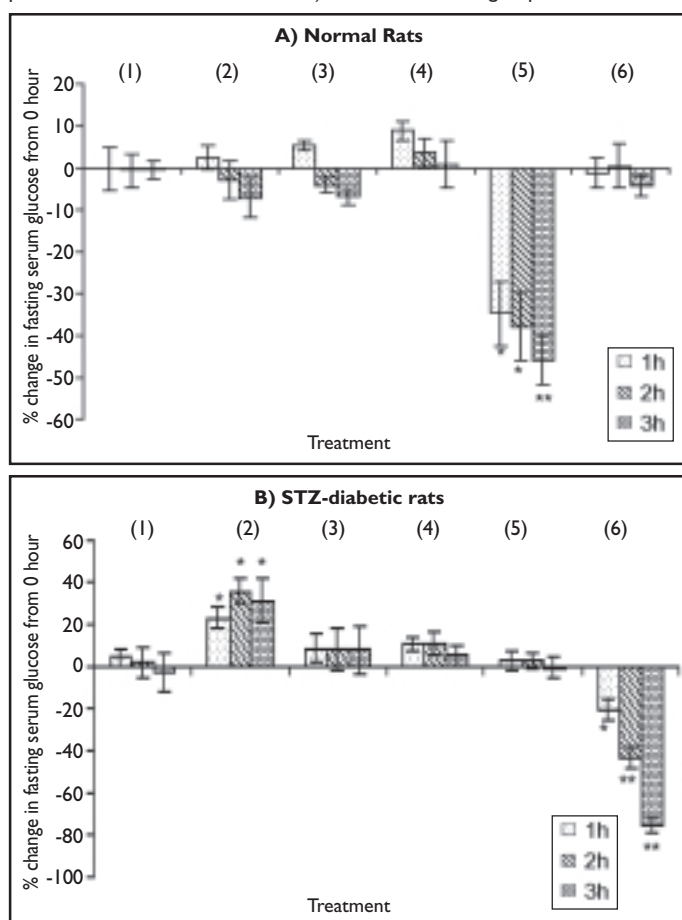 A) Normal Rats
20
10
0
-10
-20
-30
-40
-50
-60
% change in fasting serum glucose from 0 hour
(1) (2) (3) (4) (5) (6)
* * **
1h
2h
3h
Treatment
B) STZ-diabetic rats
60
40
20
0
-20
-40
-60
-80
-100
% change in fasting serum glucose from 0 hour
(1) (2) (3) (4) (5) (6)
* * *
* ** **
1h
2h
3h
Treatment